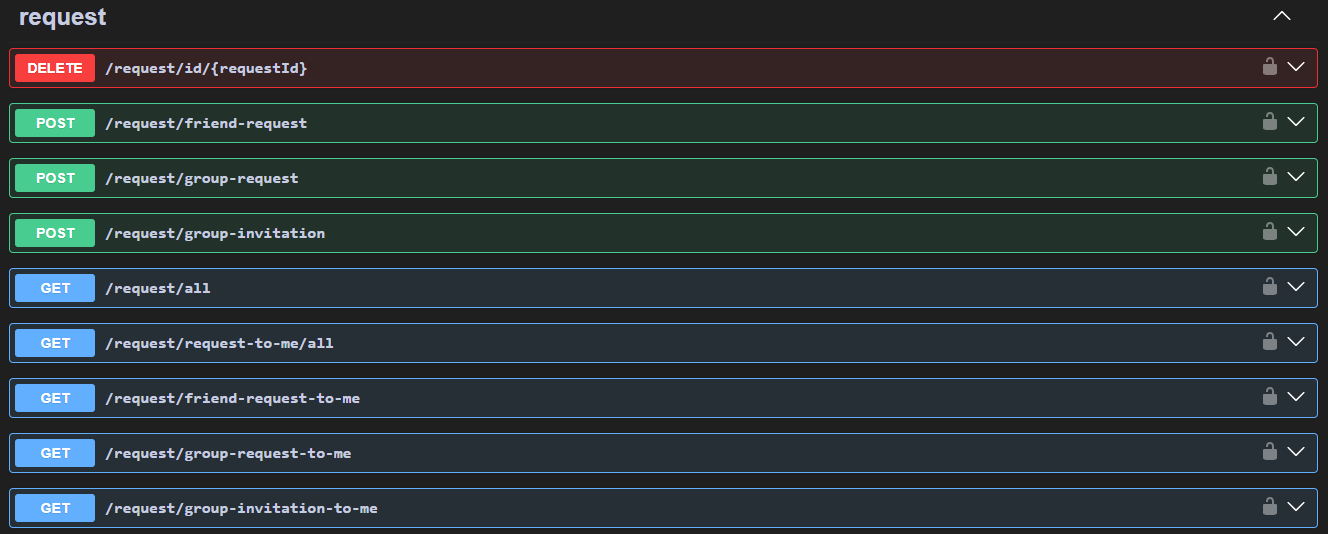 request
DELETE /request/id/{requestId}
POST /request/friend-request
POST /request/group-request
POST /request/group-invitation
GET /request/all
GET /request/request-to-me/all
GET /request/friend-request-to-me
GET /request/group-request-to-me
GET /request/group-invitation-to-me